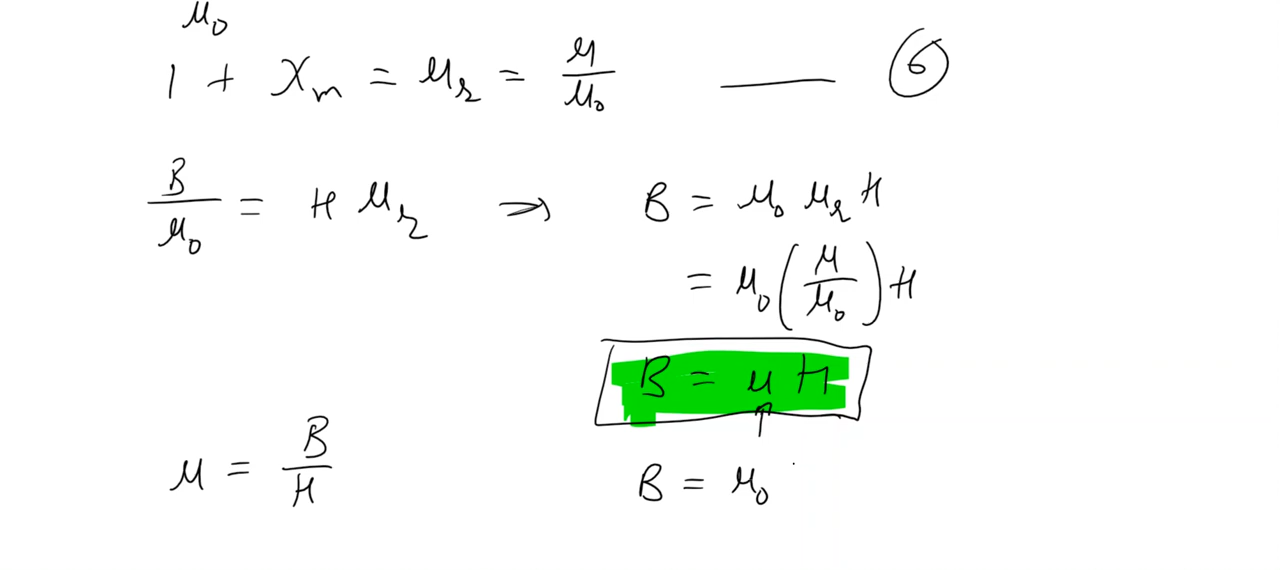 μ₀
1 + χₘ = μᵣ = μ/μ₀ —— ⑥
B/μ₀ = H μᵣ ⇒ B = μ₀ μᵣ H
= μ₀ (μ/μ₀) H
B = μ H
↑
μ = B/H B = μ₀